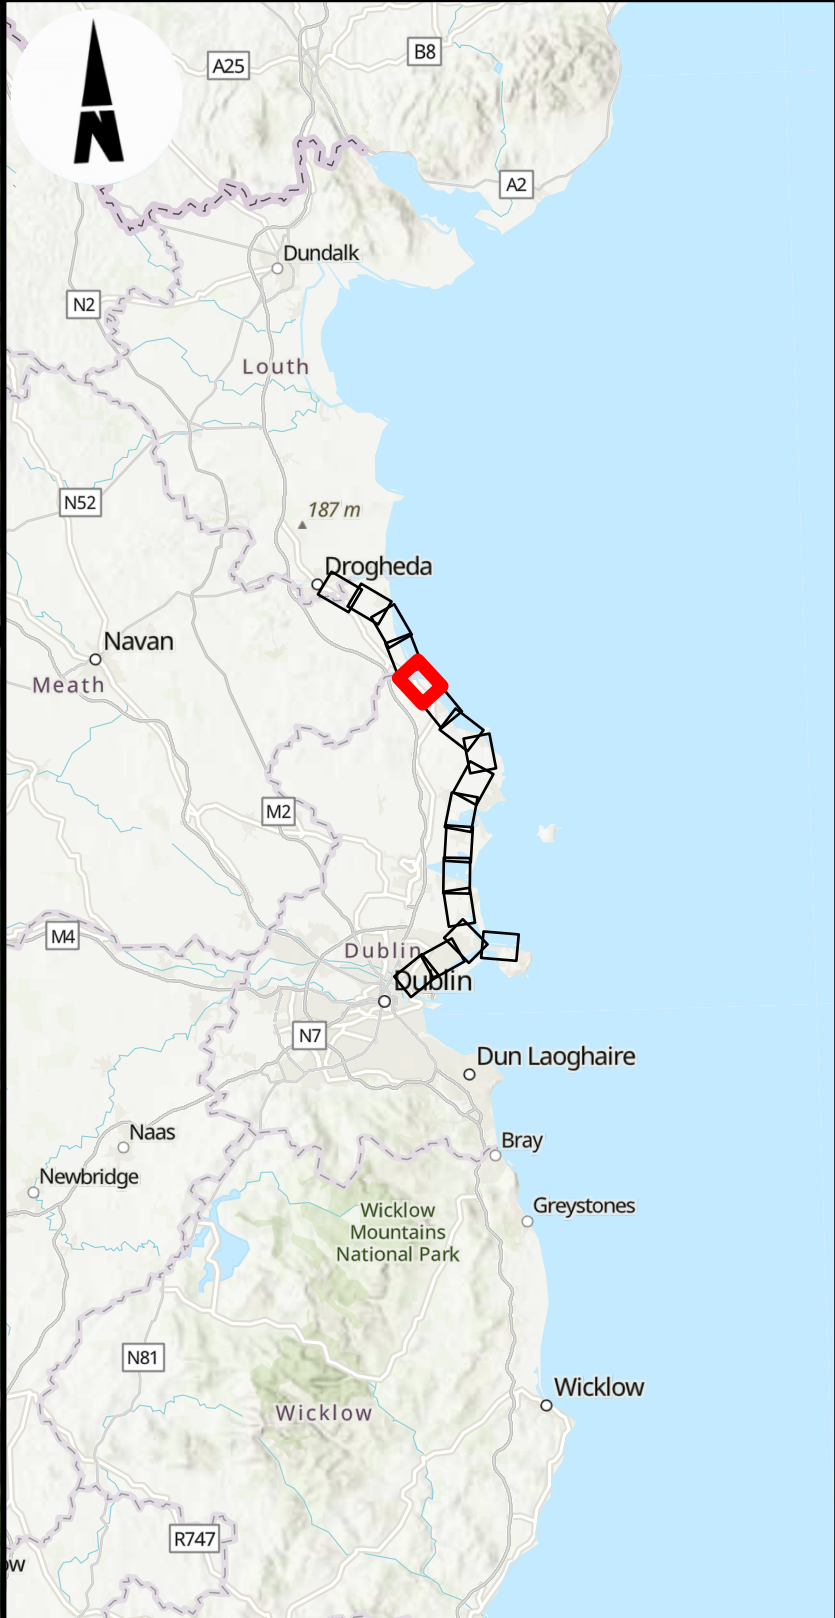 B8
A25
A2
N
Dundalk
N2
Louth
N52
187 m
Drogheda
Navan
Meath
M2
M4
Dublin
Dublin
N7
Dun Laoghaire
Naas
Bray
Newbridge
Greystones
Wicklow
Mountains
National Park
N81
Wicklow
Wicklow
R747
ow